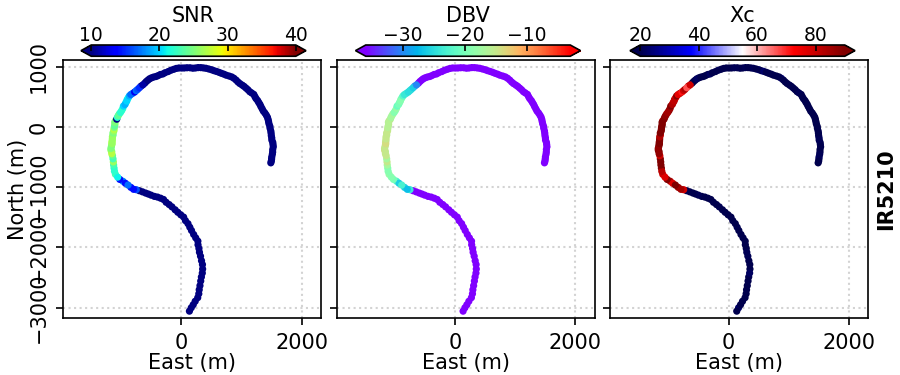 SNR
DBV
Xc
10 20 30 40
−30 −20 −10
20 40 60 80
1000
0
−1000
−2000
−3000
North (m)
IR5210
0 2000
0 2000
0 2000
East (m)
East (m)
East (m)